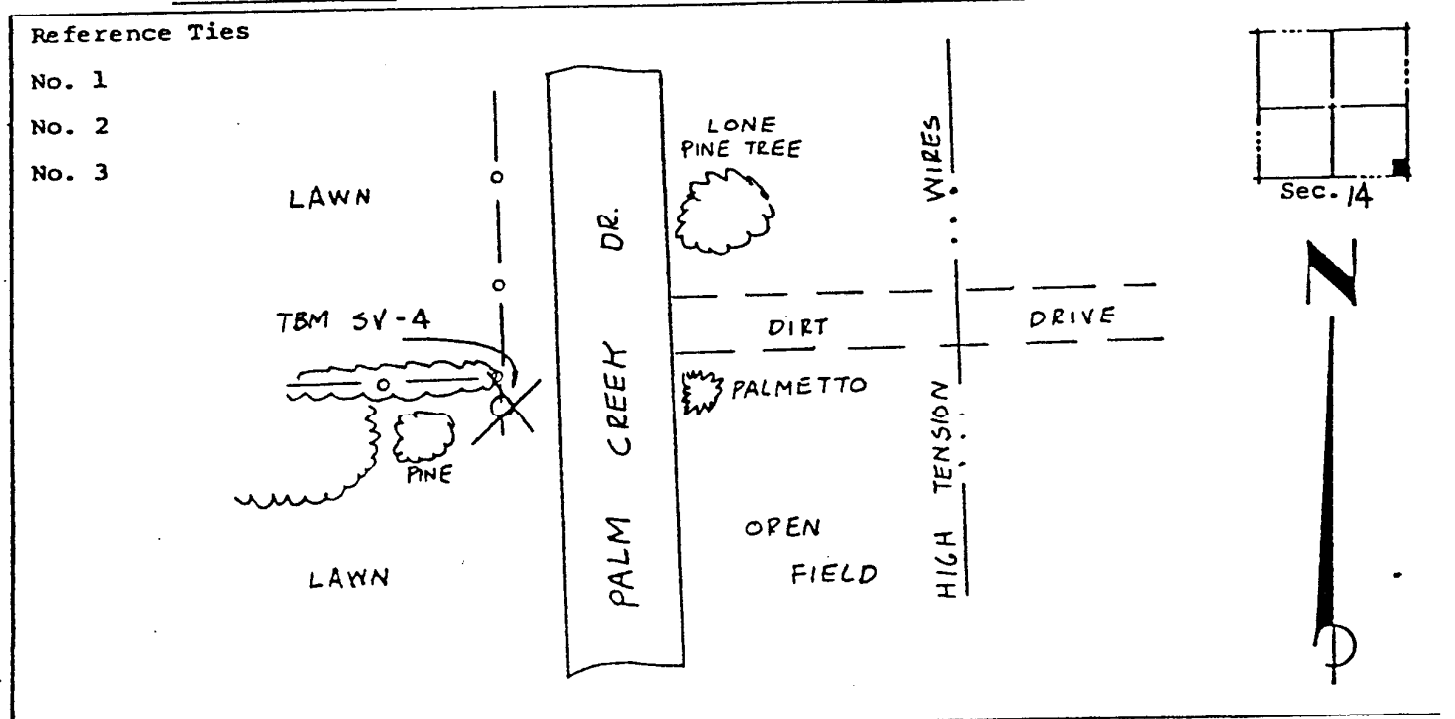 Reference Ties
No. 1
No. 2
No. 3
LAWN
LONE
PINE TREE
HIGH TENSION WIRES
Sec. 14
N
PALM CREEK DR.
TBM SV-4
DIRT DRIVE
PALMETTO
PINE
OPEN
FIELD
LAWN